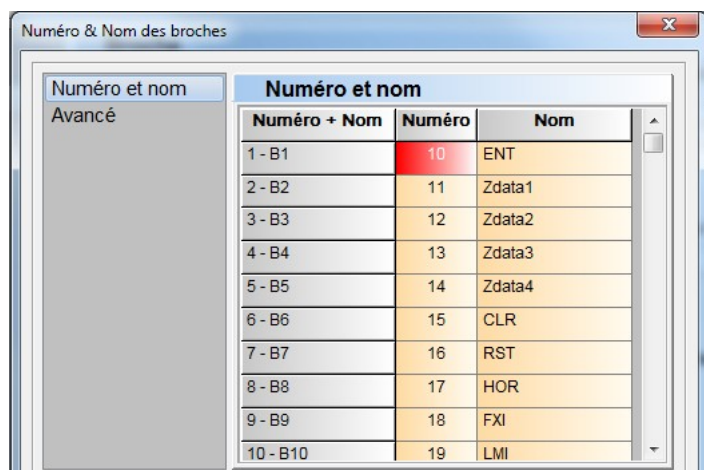 Numéro & Nom des broches
Numéro et nom
Avancé
Numéro et nom
Numéro + Nom Numéro Nom
1 - B1 10 ENT
2 - B2 11 Zdata1
3 - B3 12 Zdata2
4 - B4 13 Zdata3
5 - B5 14 Zdata4
6 - B6 15 CLR
7 - B7 16 RST
8 - B8 17 HOR
9 - B9 18 FXI
10 - B10 19 LMI